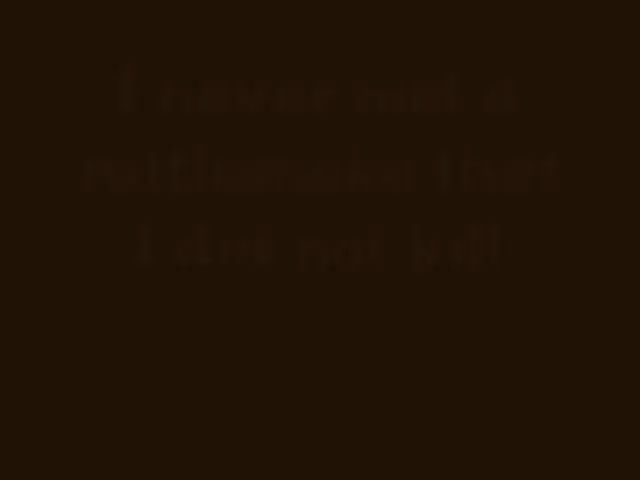 I never met a
rattlesnake that
I did not kill